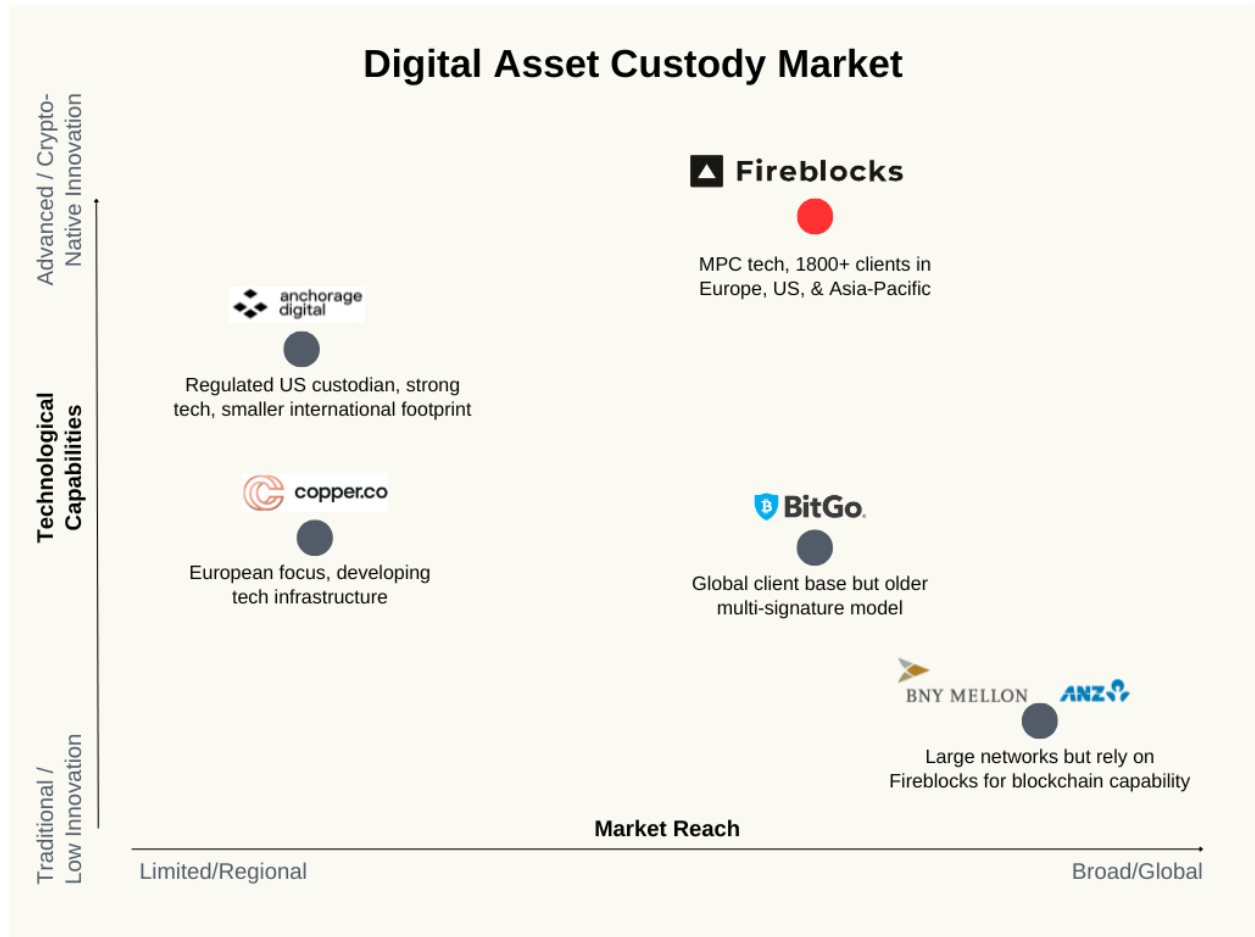 Digital Asset Custody Market
Advanced / Crypto-
Native Innovation
Fireblocks
MPC tech, 1800+ clients in
Europe, US, & Asia-Pacific
anchorage
digital
Regulated US custodian, strong
tech, smaller international footprint
Technological
Capabilities
copper.co
European focus, developing
tech infrastructure
BitGo
Global client base but older
multi-signature model
BNY MELLON
ANZ
Large networks but rely on
Fireblocks for blockchain capability
Traditional /
Low Innovation
Market Reach
Limited/Regional
Broad/Global